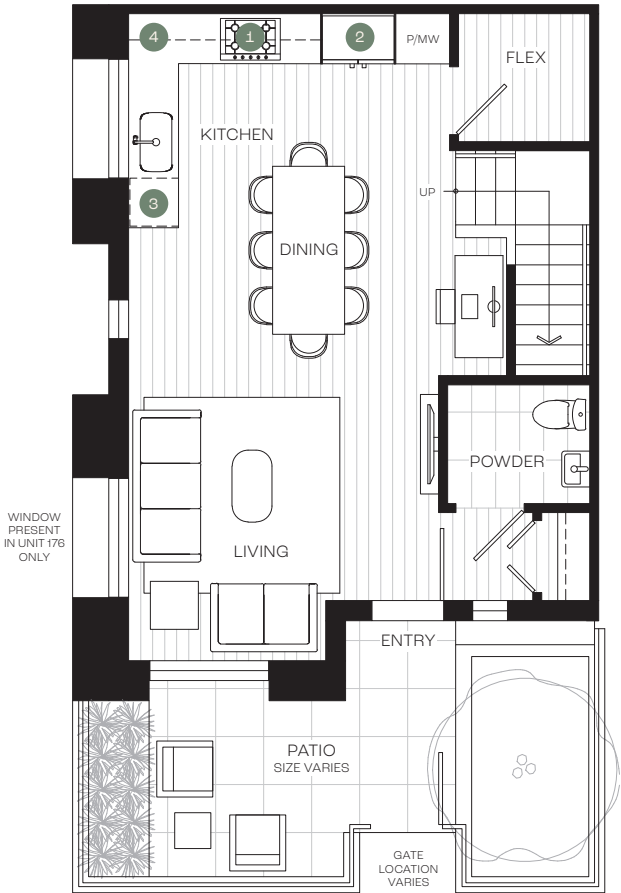 4
1
2
P/MW
FLEX
KITCHEN
UP
3
DINING
POWDER
WINDOW
PRESENT
IN UNIT 176
ONLY
LIVING
ENTRY
PATIO
SIZE VARIES
GATE
LOCATION
VARIES